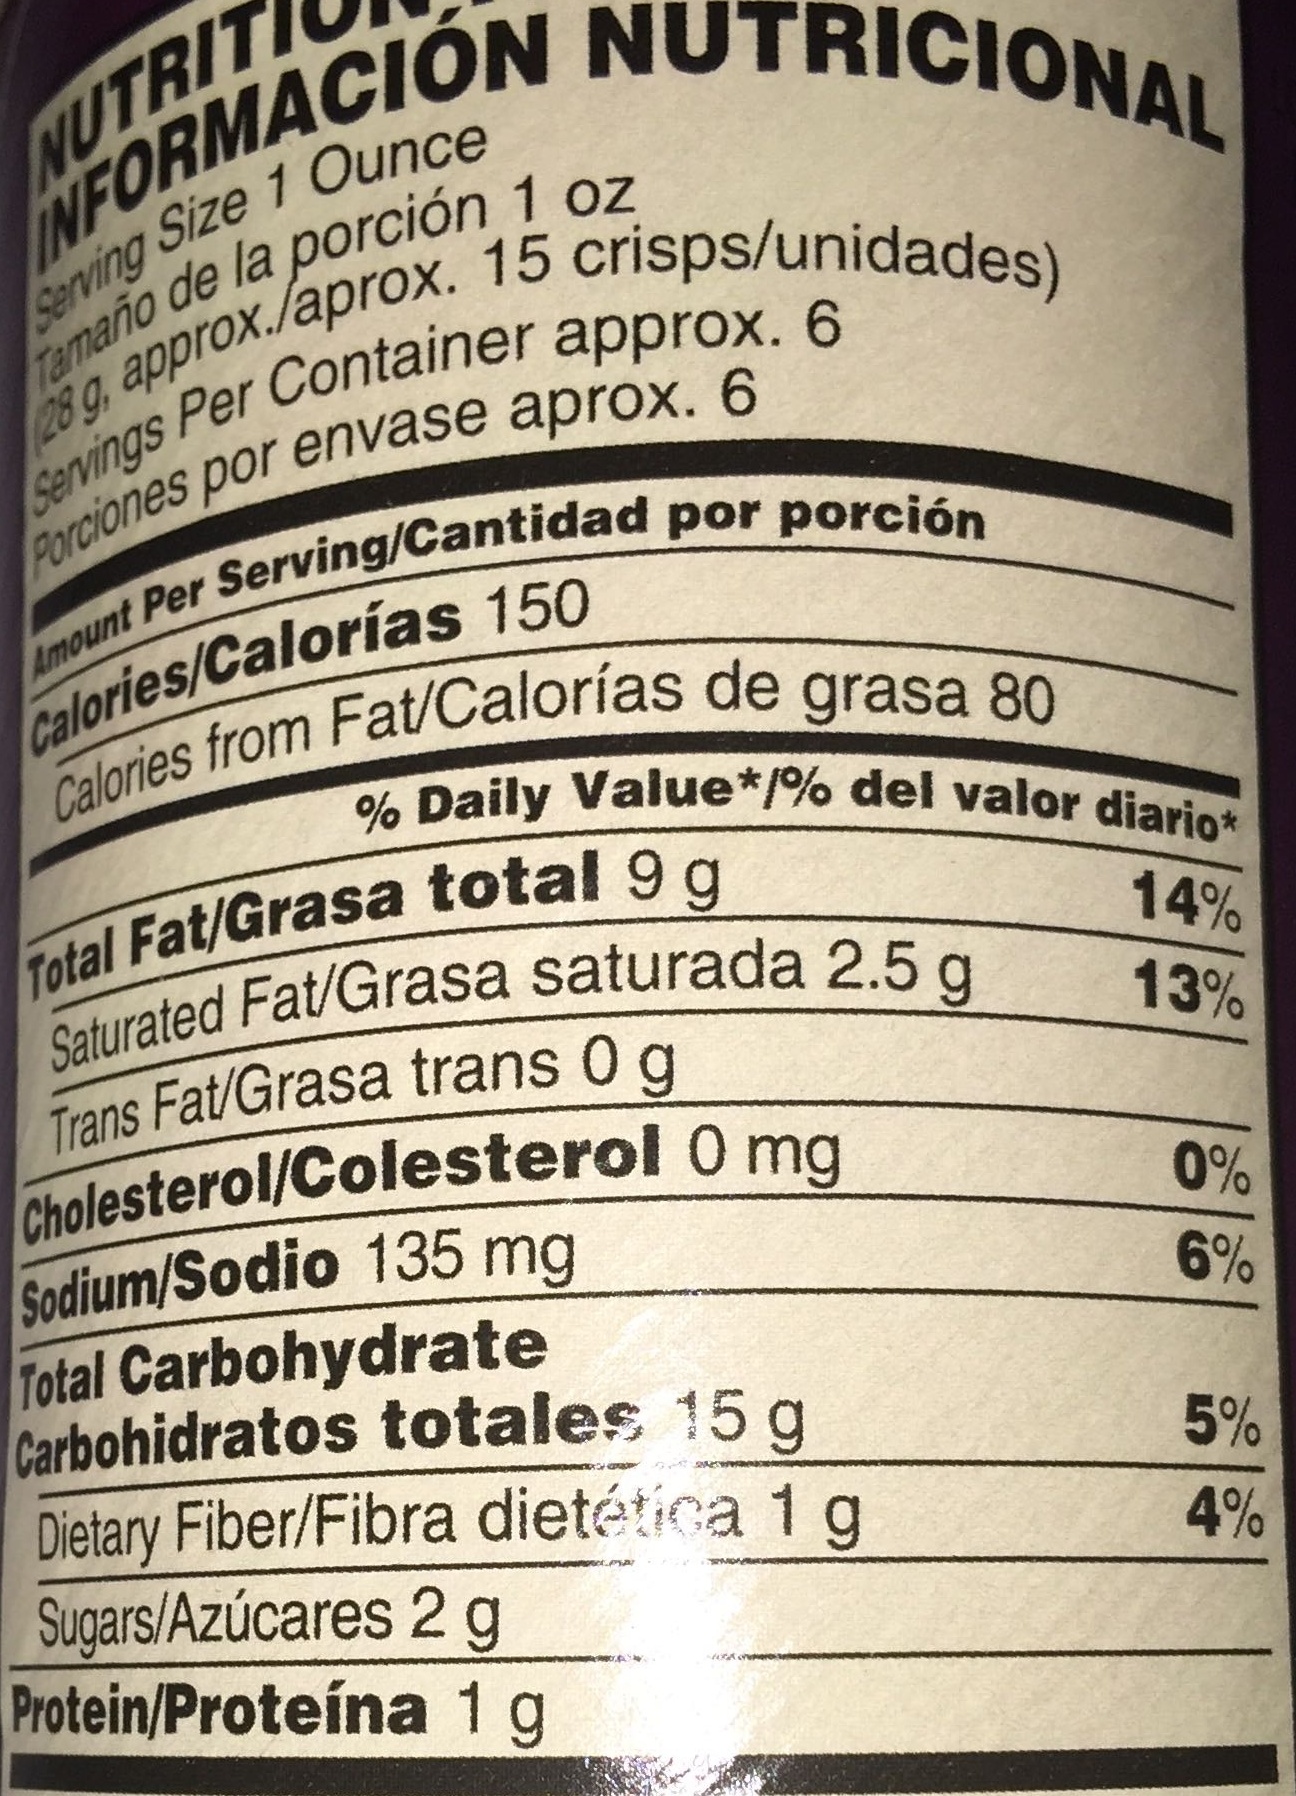 NUTRITION
INFORMACIÓN NUTRICIONAL
Serving Size 1 Ounce
Tamaño de la porción 1 oz
(28 g, approx./aprox. 15 crisps/unidades)
Servings Per Container approx. 6
Porciones por envase aprox. 6
Amount Per Serving/Cantidad por porción
Calories/Calorías 150
Calories from Fat/Calorías de grasa 80
% Daily Value*/% del valor diario*
Total Fat/Grasa total 9 g 14%
Saturated Fat/Grasa saturada 2.5 g 13%
Trans Fat/Grasa trans 0 g
Cholesterol/Colesterol 0 mg 0%
Sodium/Sodio 135 mg 6%
Total Carbohydrate
Carbohidratos totales 15 g 5%
Dietary Fiber/Fibra dietética 1 g 4%
Sugars/Azúcares 2 g
Protein/Proteína 1 g